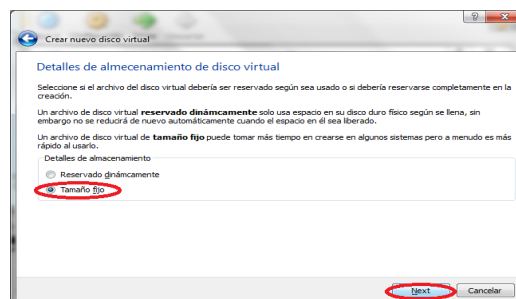 Crear nuevo disco virtual
Detalles de almecenamiento de disco virtual
Seleccione si el archivo del disco virtual debería ser reservado según sea usado o si debería reservarse completamente en la
creación.
Un archivo de disco virtual reservado dinámcamente solo usa espacio en su disco duro físico según se llena, sin
embargo no se reducirá de nuevo automáticamente cuando el espacio en él sea liberado.
Un archivo de disco virtual de tamaño fijo puede tomar más tiempo en crearse en algunos sistemas pero a menudo es más
rápido al usarlo.
Detalles de almacenamiento
Reservado dinámcamente
Tamaño fijo
Next Cancelar